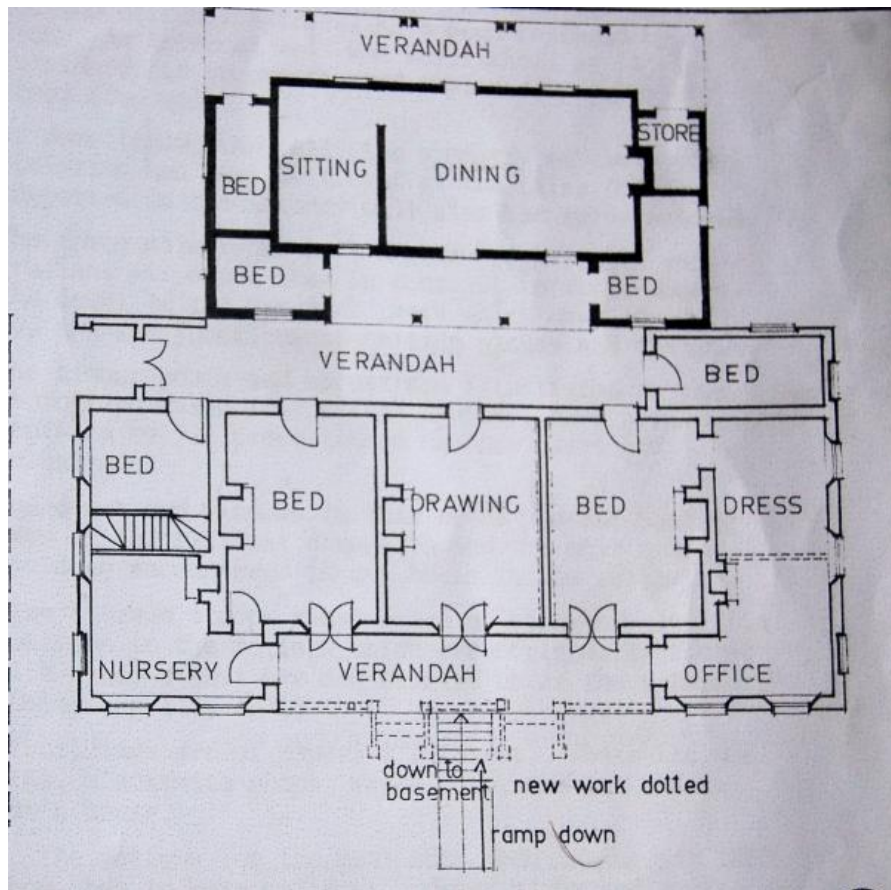 VERANDAH
STORE
SITTING
DINING
BED
BED
BED
VERANDAH
BED
BED
BED
DRAWING
BED
DRESS
NURSERY
VERANDAH
OFFICE
down to
basement
new work dotted
ramp down